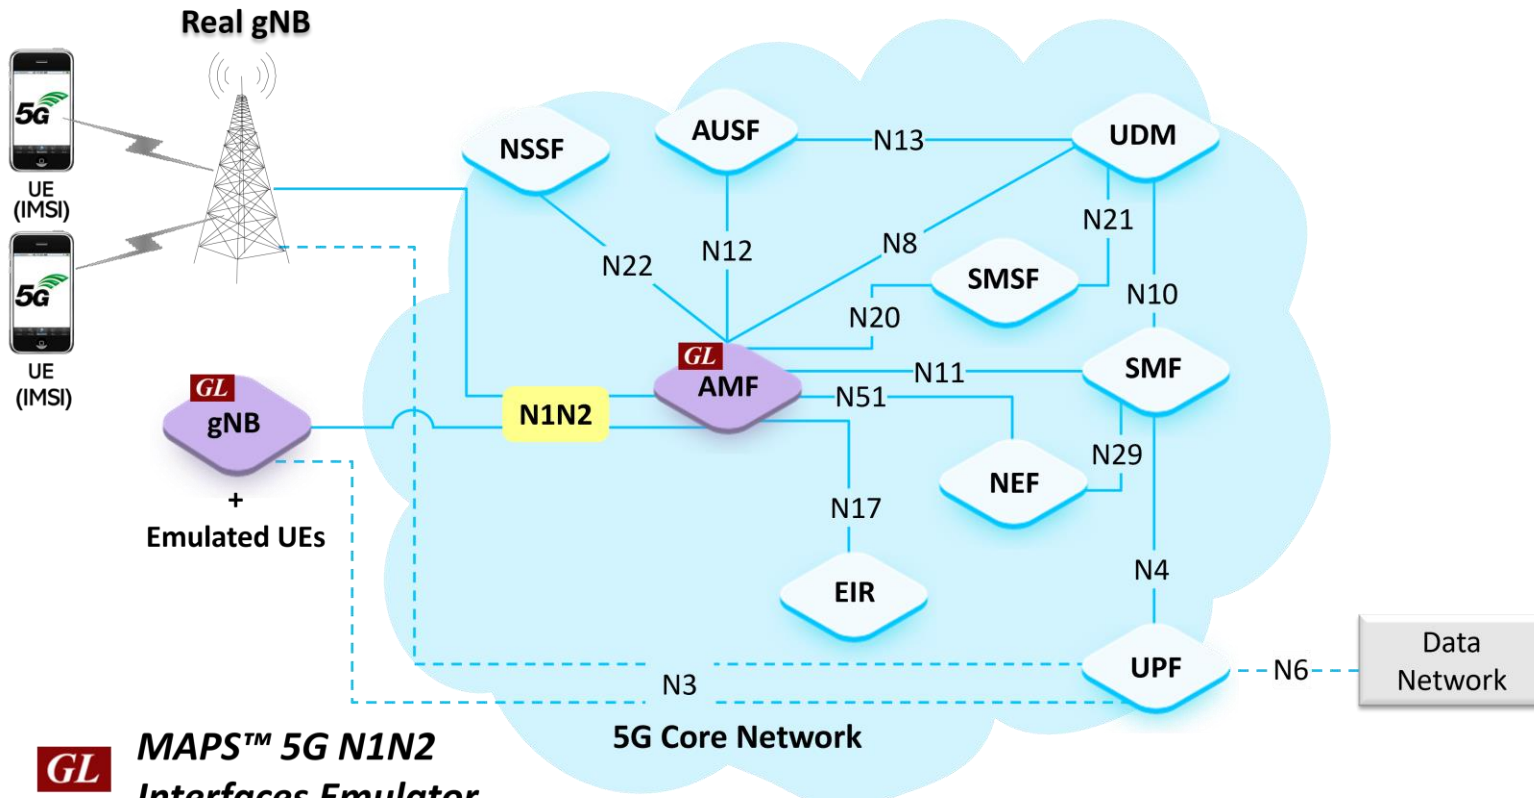 Real gNB
5G
UE
(IMSI)
5G
UE
(IMSI)
NSSF
AUSF
N13
UDM
N22
N12
N8
N21
SMSF
N20
N10
GL
AMF
N11
SMF
N51
GL
gNB
N1N2
+
Emulated UEs
N29
NEF
N17
EIR
N4
N3
UPF
N6
Data
Network
5G Core Network
GL
MAPS™ 5G N1N2
Interfaces Emulator